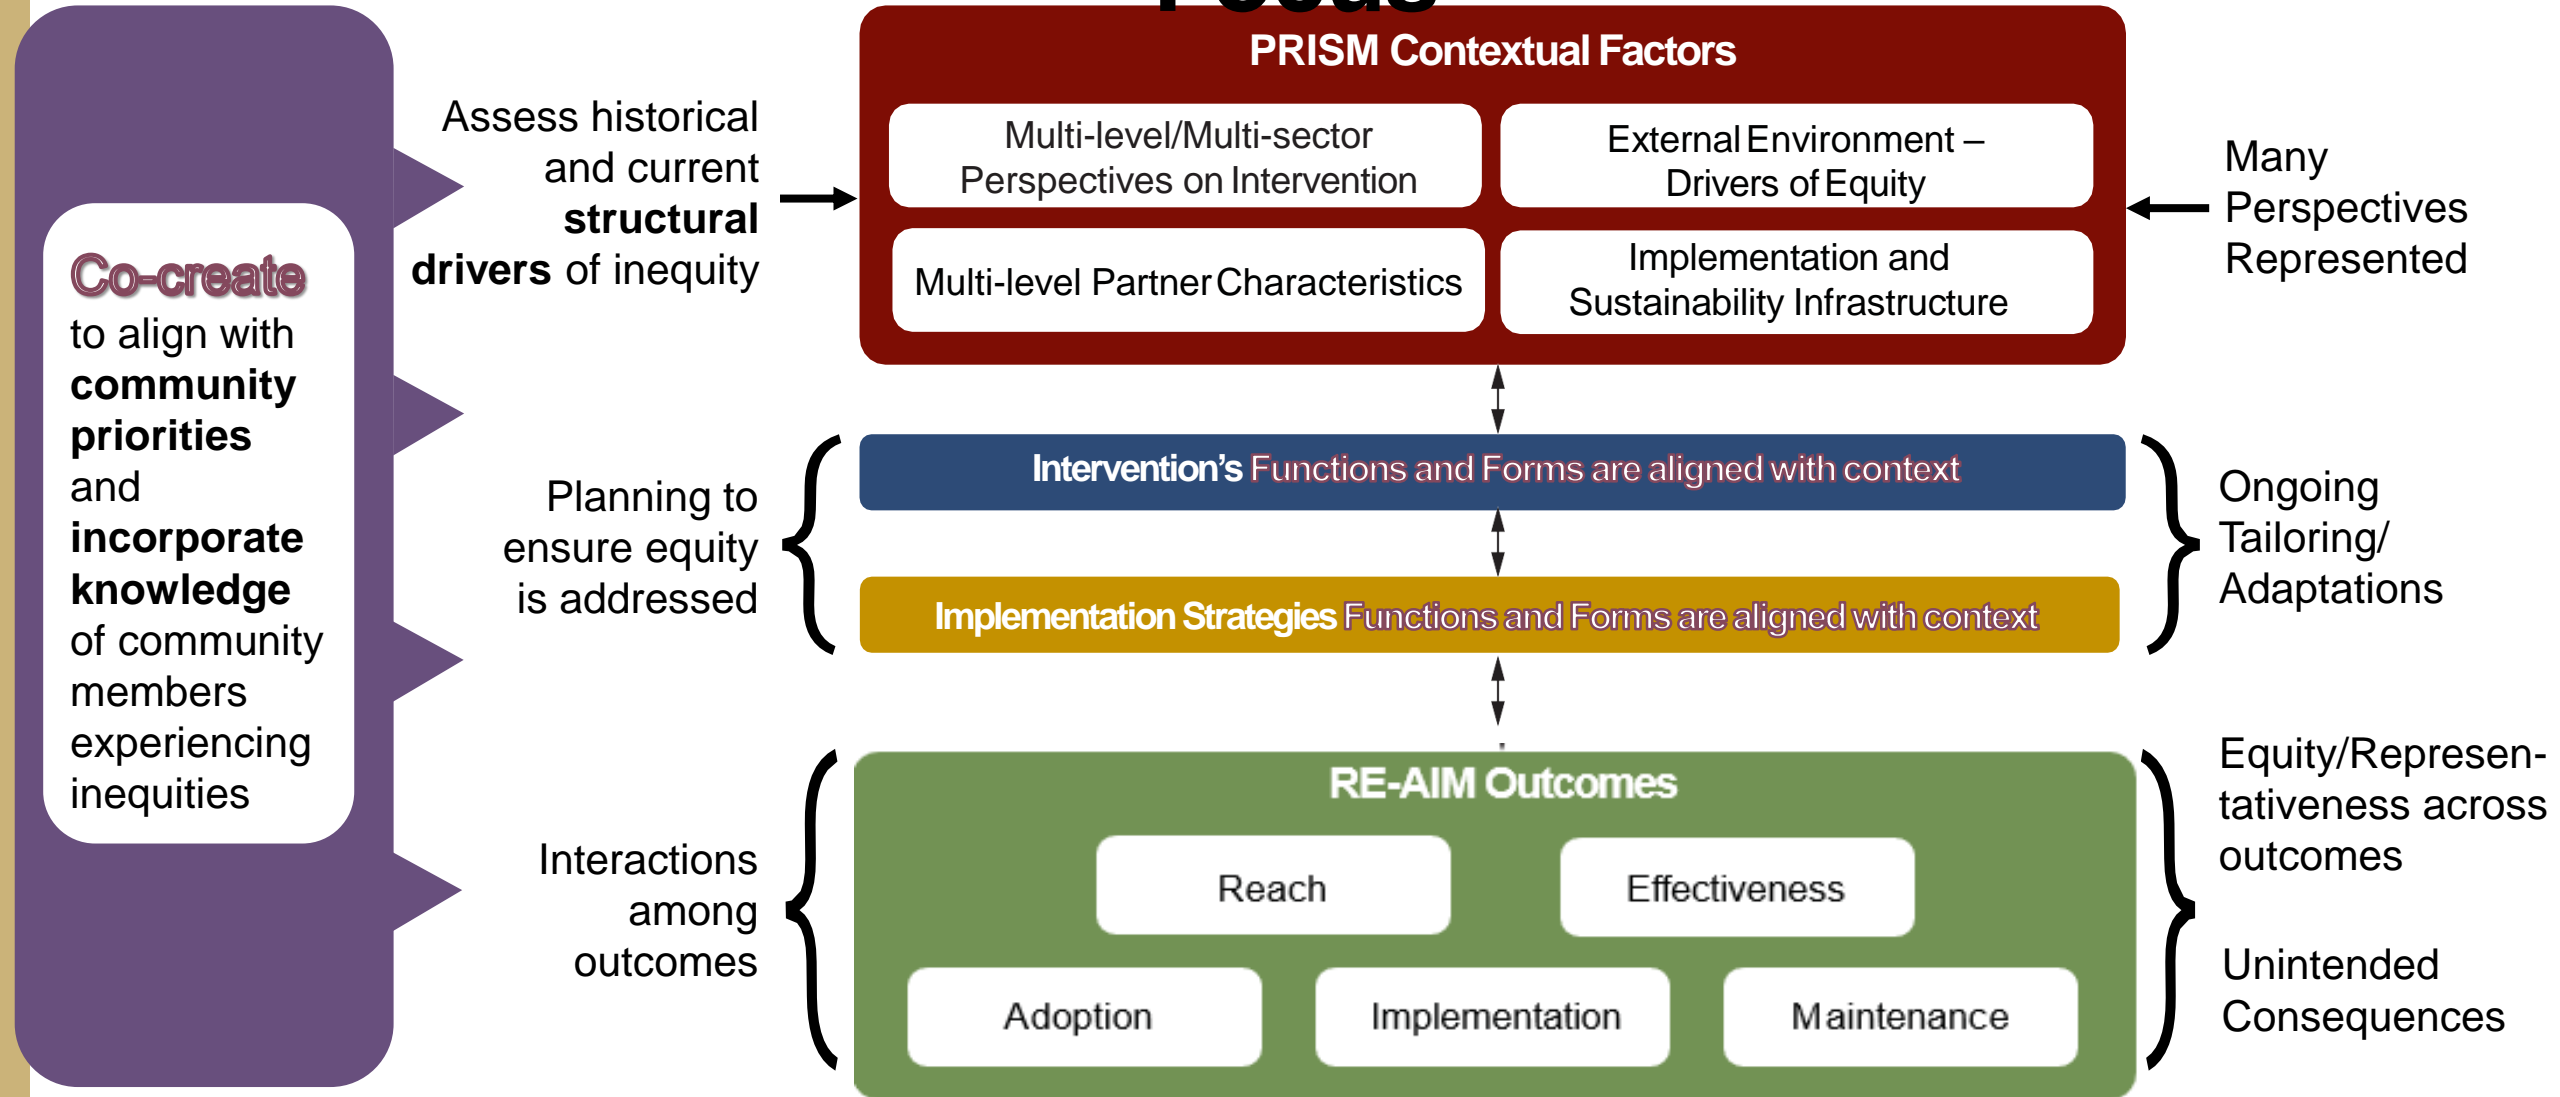 Focus
Co-create
to align with
community
priorities
and
incorporate
knowledge
of community
members
experiencing
inequities
Assess historical
and current
structural
drivers of inequity
Planning to
ensure equity
is addressed
Interactions
among
outcomes
PRISM Contextual Factors
Multi-level/Multi-sector
Perspectives on Intervention
External Environment –
Drivers of Equity
Multi-level Partner Characteristics
Implementation and
Sustainability Infrastructure
Intervention’s Functions and Forms are aligned with context
Implementation Strategies Functions and Forms are aligned with context
RE-AIM Outcomes
Reach
Effectiveness
Adoption
Implementation
Maintenance
Many
Perspectives
Represented
Ongoing
Tailoring/
Adaptations
Equity/Represen-
tativeness across
outcomes
Unintended
Consequences